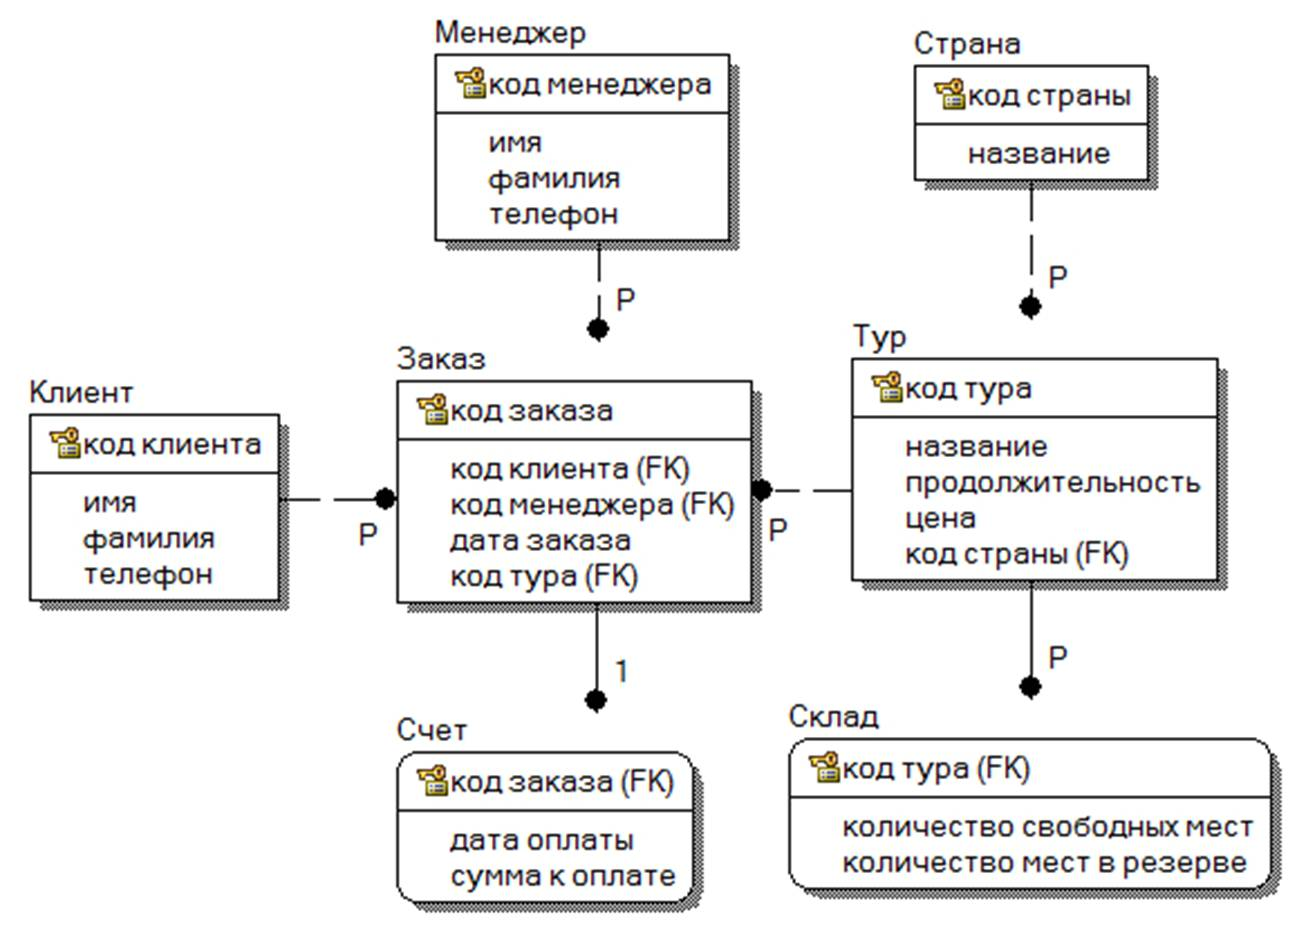 Менеджер
код менеджера
имя
фамилия
телефон
P
Страна
код страны
название
P
Клиент
код клиента
имя
фамилия
телефон
P
Заказ
код заказа
код клиента (FK)
код менеджера (FK)
дата заказа
код тура (FK)
P
Тур
код тура
название
продолжительность
цена
код страны (FK)
1
P
Счет
код заказа (FK)
дата оплаты
сумма к оплате
Склад
код тура (FK)
количество свободных мест
количество мест в резерве